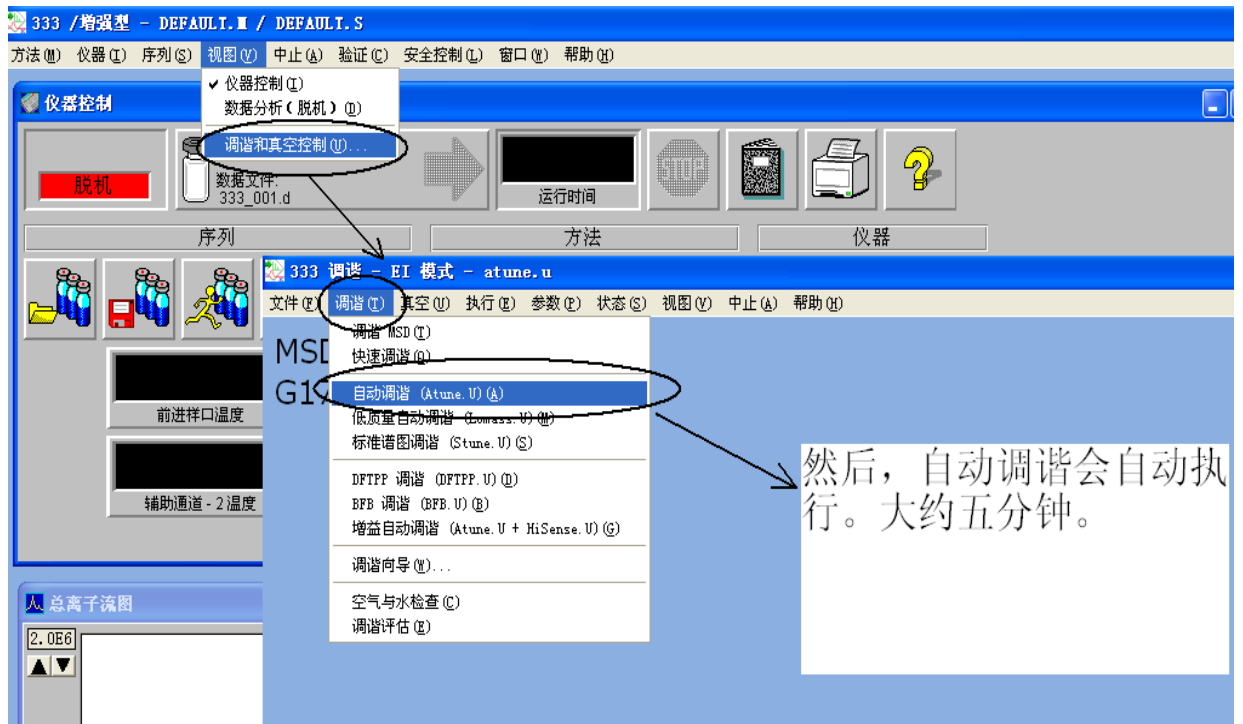 333 /增强型 - DEFAULT.M / DEFAULT.S
方法(M) 仪器(I) 序列(S) 视图(V) 中止(A) 验证(C) 安全控制(L) 窗口(W) 帮助(H)
仪器控制(I)
数据分析(脱机)(D)
调谐和真空控制(U)...
仪器控制
脱机
数据文件:
333_001.d
运行时间
STOP
序列 方法 仪器
前进样口温度
辅助通道 - 2 温度
总离子流图
2.0E6
333 调谐 - EI 模式 - atune.u
文件(F) 调谐(T) 真空(U) 执行(E) 参数(P) 状态(S) 视图(V) 中止(A) 帮助(H)
MSD
G17
调谐 MSD(T)
快速调谐(Q)
自动调谐 (Atune.U)(A)
低质量自动调谐 (Lomass.U)(M)
标准谱图调谐 (Stune.U)(S)
DFTPP 调谐 (DFTPP.U)(D)
BFB 调谐 (BFB.U)(B)
增益自动调谐 (Atune.U + HiSense.U)(G)
调谐向导(W)...
空气与水检查(C)
调谐评估(E)
然后，自动调谐会自动执
行。大约五分钟。